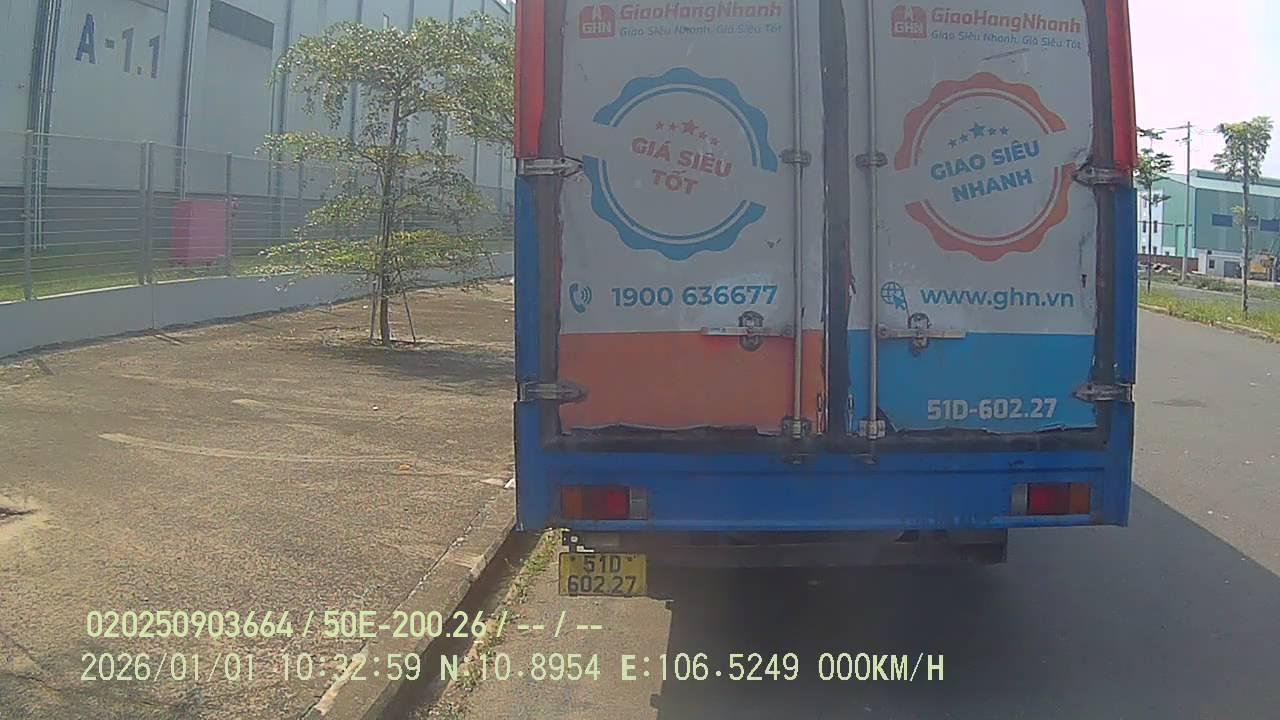 A-1.1
A
GHN
GiaoHangNhanh
Giao Siêu Nhanh, Giá Siêu Tốt
A
GHN
GiaoHangNhanh
Giao Siêu Nhanh, Giá Siêu Tốt
GIÁ SIÊU
TỐT
GIAO SIÊU
NHANH
1900 636677
www.ghn.vn
51D-602.27
51D
602.27
020250903664 / 50E-200.26 / -- / --
2026/01/01 10:32:59 N:10.8954 E:106.5249 000KM/H